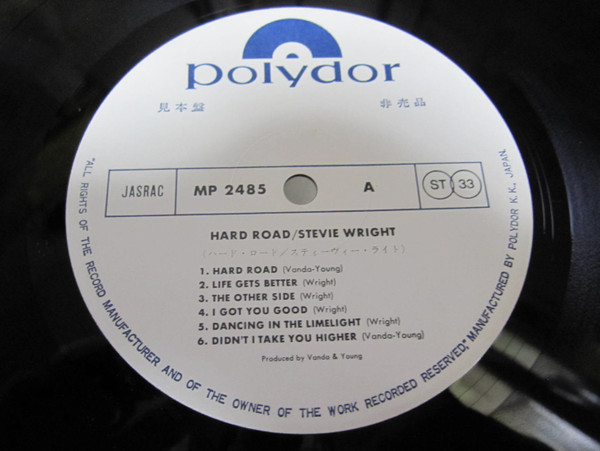 polydor
見本盤 非売品
JASRAC MP 2485 A ST 33
HARD ROAD/STEVIE WRIGHT
(ハード・ロード/スティーヴィー・ライト)
1. HARD ROAD (Vanda-Young)
2. LIFE GETS BETTER (Wright)
3. THE OTHER SIDE (Wright)
4. I GOT YOU GOOD (Wright)
5. DANCING IN THE LIMELIGHT (Wright)
6. DIDN'T I TAKE YOU HIGHER (Vanda-Young)
Produced by Vanda & Young
"ALL RIGHTS OF THE RECORD MANUFACTURER AND OF THE OWNER OF THE WORK RECORDED RESERVED." MANUFACTURED BY POLYDOR K.K., JAPAN.